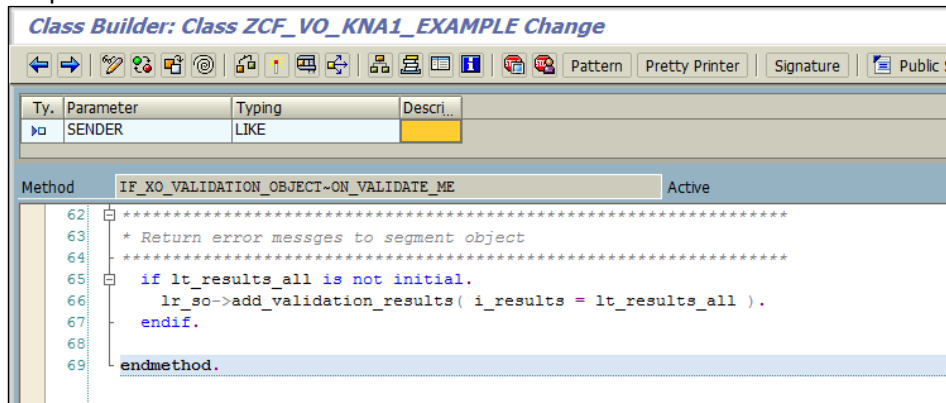 Class Builder: Class ZCF_VO_KNA1_EXAMPLE Change
Pattern Pretty Printer Signature Public
Ty. Parameter Typing Descri...
SENDER LIKE
Method IF_XO_VALIDATION_OBJECT~ON_VALIDATE_ME Active
62 ******************************************************************
63 * Return error messges to segment object
64 ******************************************************************
65 if lt_results_all is not initial.
66 lr_so->add_validation_results( i_results = lt_results_all ).
67 endif.
68
69 endmethod.